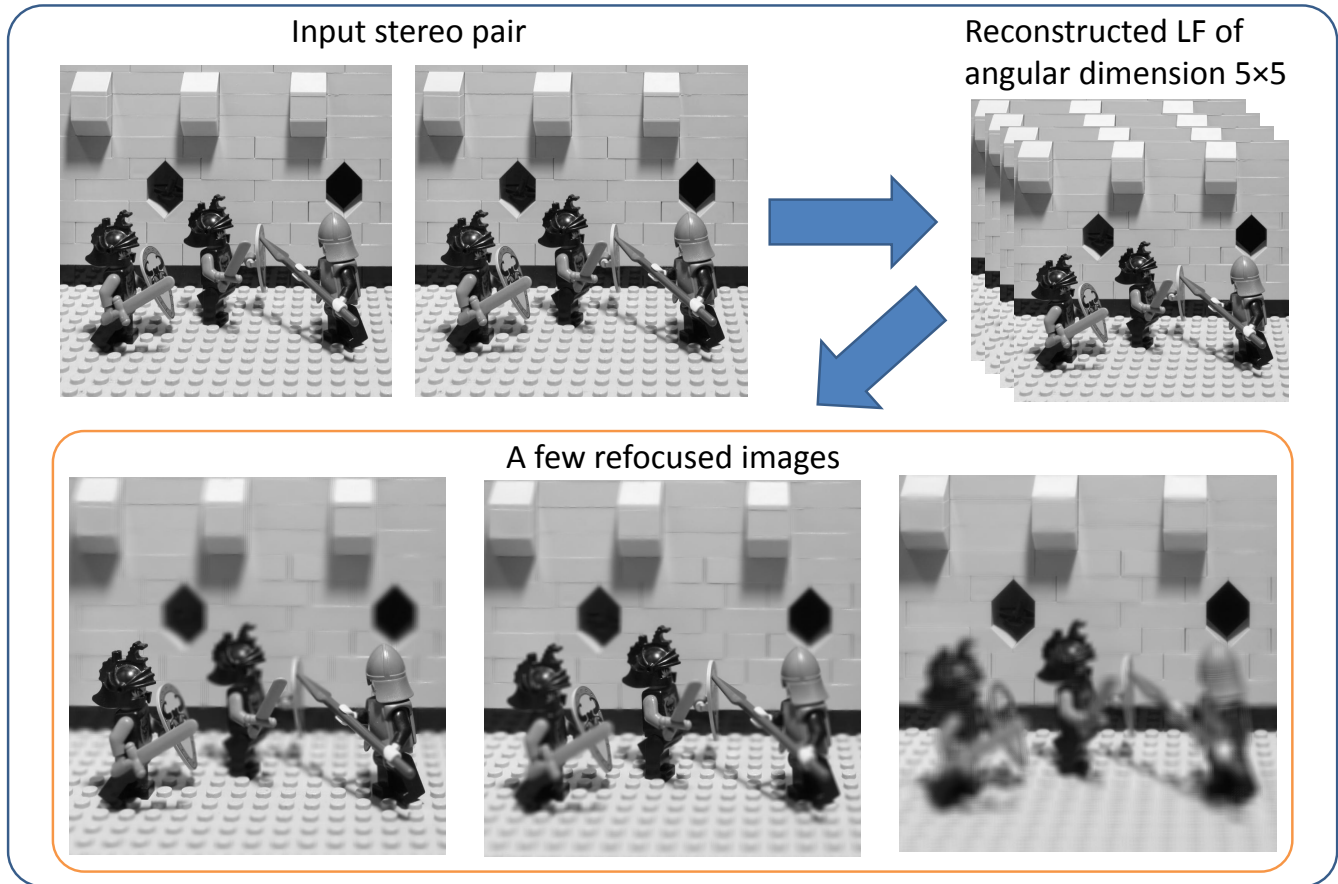 Input stereo pair
Reconstructed LF of
angular dimension 5×5
A few refocused images